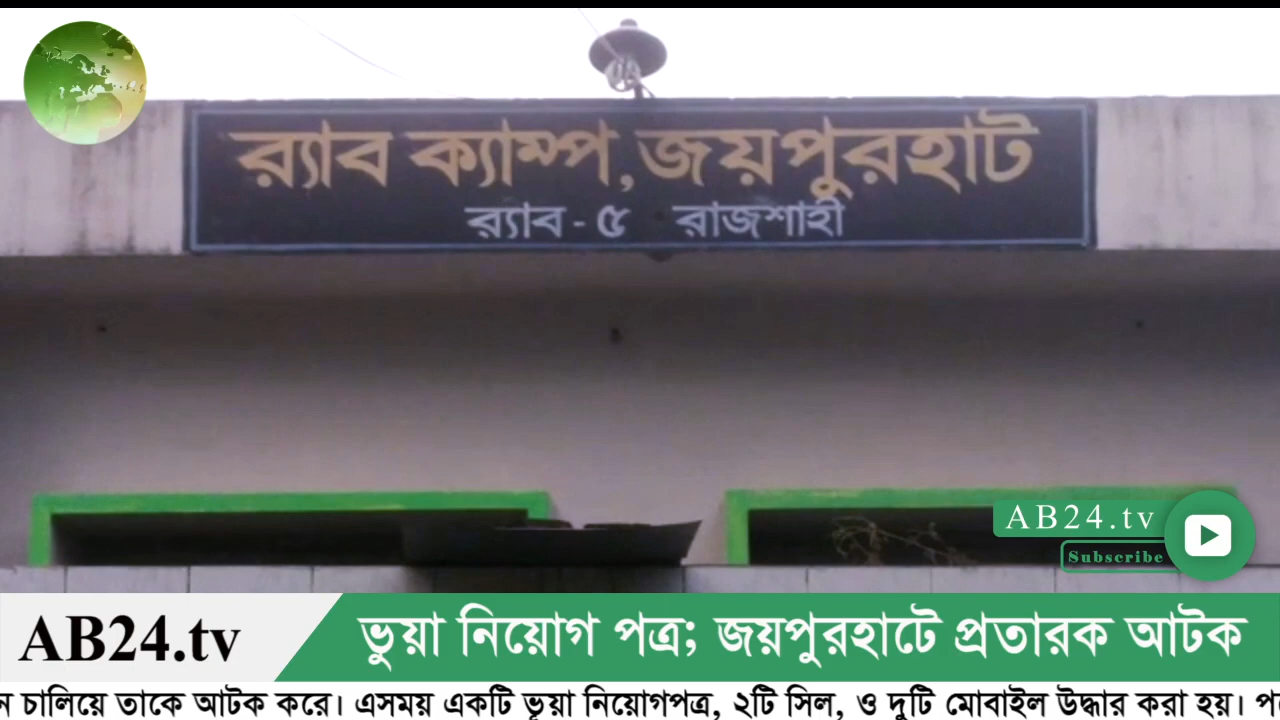 র‍্যাব ক্যাম্প, জয়পুরহাট
র‍্যাব - ৫ রাজশাহী
AB24.tv
Subscribe
AB24.tv
ভুয়া নিয়োগ পত্র; জয়পুরহাটে প্রতারক আটক
ন চালিয়ে তাকে আটক করে। এসময় একটি ভূয়া নিয়োগপত্র, ২টি সিল, ও দুটি মোবাইল উদ্ধার করা হয়।